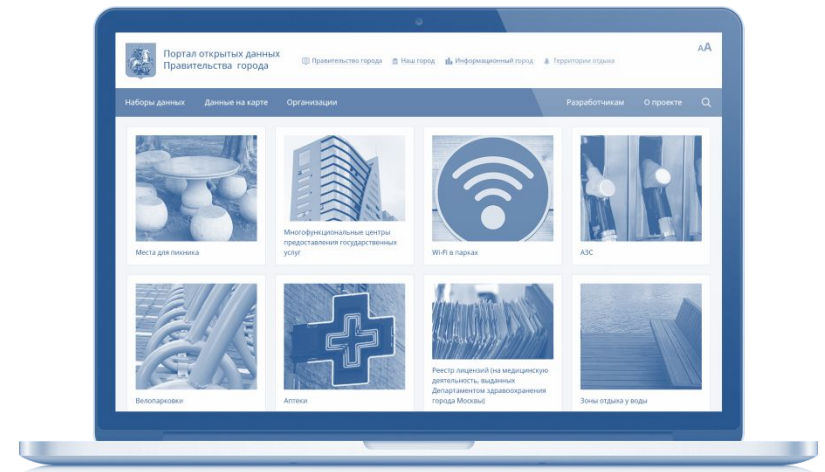 Портал открытых данных
Правительства города
Правительство города Наш город Информационный город Территории отдыха
АА
Наборы данных Данные на карте Организации Разработчикам О проекте
Места для пикника
Многофункциональные центры
предоставления государственных
услуг
Wi-Fi в парках
АЗС
Велопарковки
Аптеки
Реестр лицензий (на медицинскую
деятельность, выданных
Департаментом здравоохранения
города Москвы)
Зоны отдыха у воды